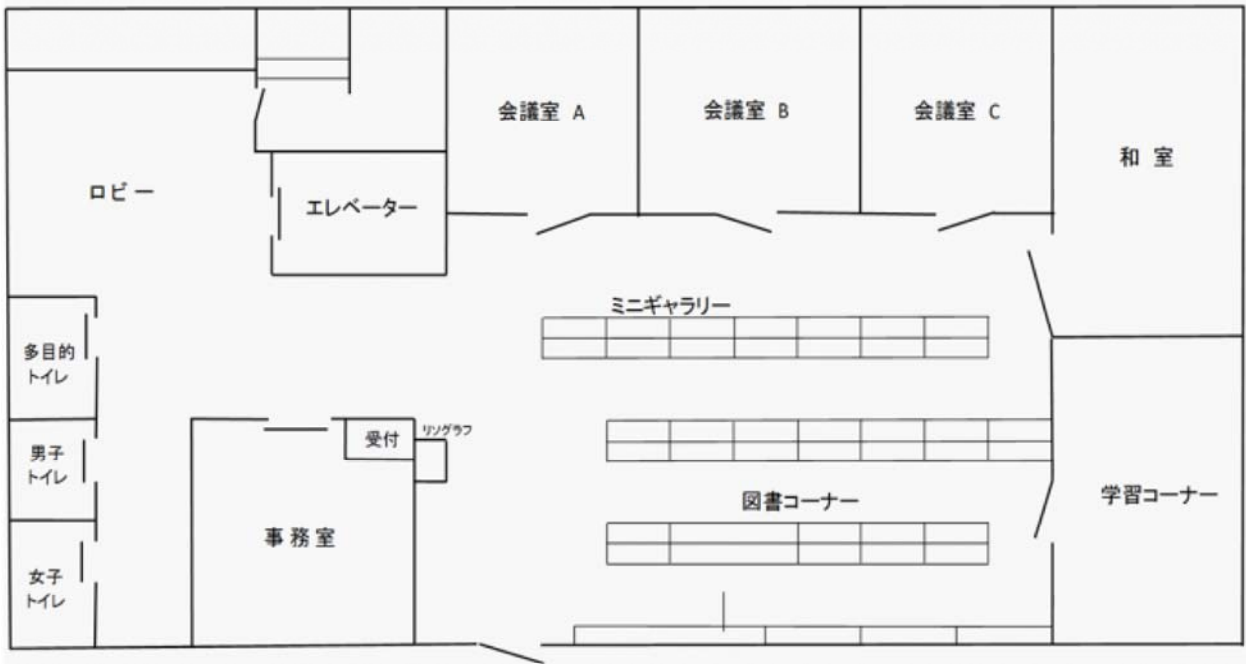 会議室 A
会議室 B
会議室 C
和 室
ロビー
エレベーター
ミニギャラリー
多目的
トイレ
受付
リソグラフ
男子
トイレ
図書コーナー
学習コーナー
事務室
女子
トイレ